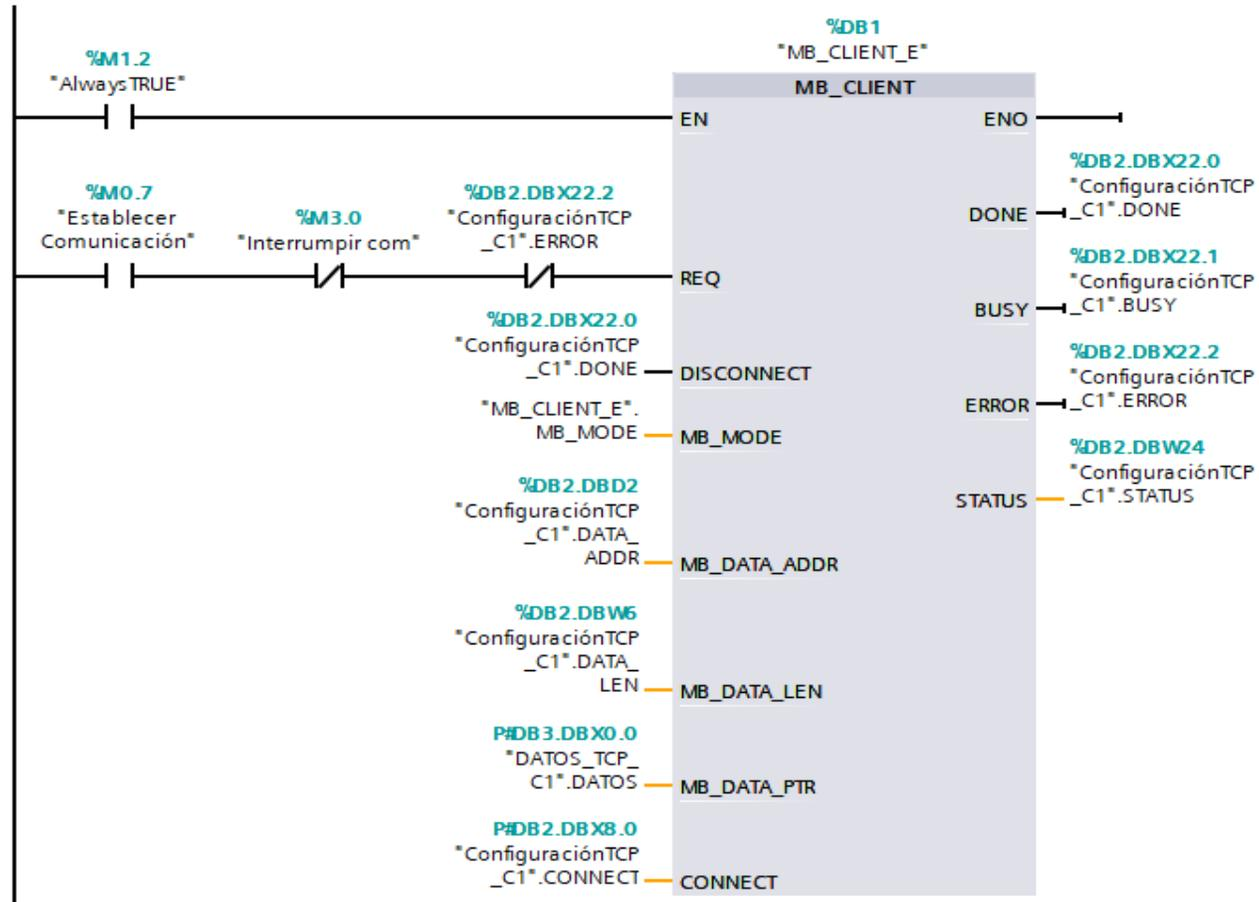 %DB1
"MB_CLIENT_E"
%M1.2
"AlwaysTRUE"
MB_CLIENT
EN
ENO
%DB2.DBX22.0
"ConfiguraciónTCP
_C1".DONE
DONE
%M0.7
"Establecer
Comunicación"
%M3.0
"Interrumpir com"
%DB2.DBX22.2
"ConfiguraciónTCP
_C1".ERROR
REQ
%DB2.DBX22.1
"ConfiguraciónTCP
_C1".BUSY
BUSY
%DB2.DBX22.0
"ConfiguraciónTCP
_C1".DONE
DISCONNECT
%DB2.DBX22.2
"ConfiguraciónTCP
_C1".ERROR
ERROR
"MB_CLIENT_E".
MB_MODE
MB_MODE
%DB2.DBW24
"ConfiguraciónTCP
_C1".STATUS
STATUS
%DB2.DBD2
"ConfiguraciónTCP
_C1".DATA_
ADDR
MB_DATA_ADDR
%DB2.DBW6
"ConfiguraciónTCP
_C1".DATA_
LEN
MB_DATA_LEN
P#DB3.DBX0.0
"DATOS_TCP_
C1".DATOS
MB_DATA_PTR
P#DB2.DBX8.0
"ConfiguraciónTCP
_C1".CONNECT
CONNECT